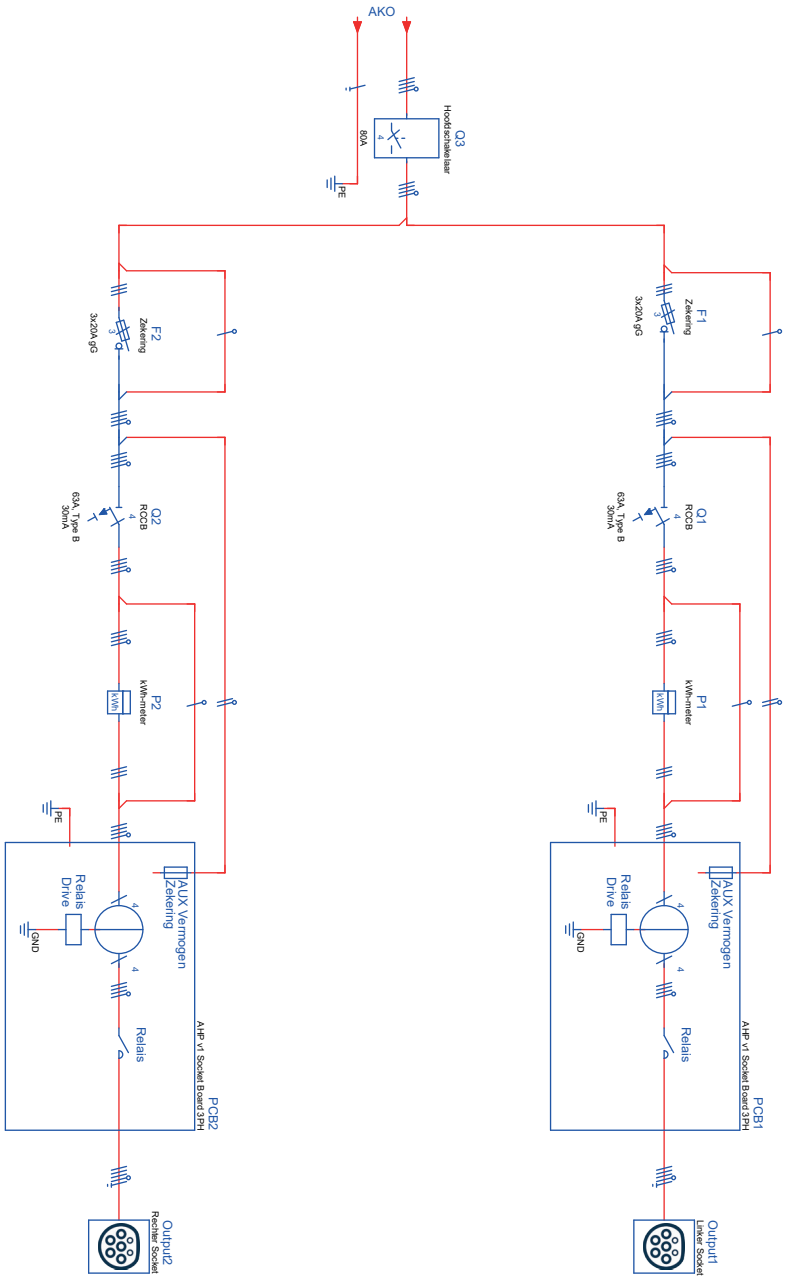 AKO
Q3
Hoofdschakelaar
4
80A
PE
F1
Zekering
3
3x20A gG
Q1
RCCB
4
63A, Type B
30mA
P1
kWh-meter
kWh
PE
PCB1
AHP v1 Socket Board 3PH
AUX Vermogen
Zekering
4
4
Relais
Drive
GND
Relais
Output1
Linker Socket
F2
Zekering
3
3x20A gG
Q2
RCCB
4
63A, Type B
30mA
P2
kWh-meter
kWh
PE
PCB2
AHP v1 Socket Board 3PH
AUX Vermogen
Zekering
4
4
Relais
Drive
GND
Relais
Output2
Rechter Socket